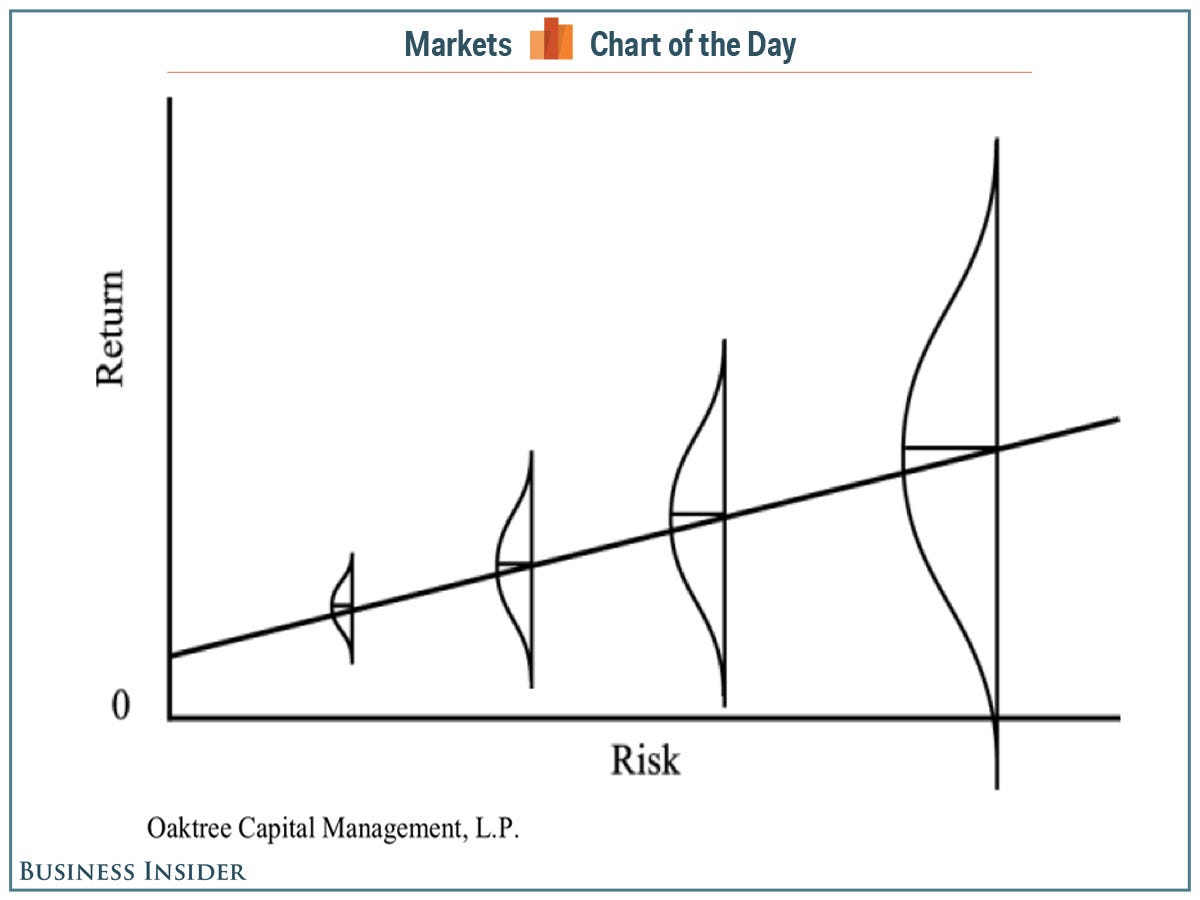 Markets Chart of the Day
Return
0
Risk
Oaktree Capital Management, L.P.
BUSINESS INSIDER